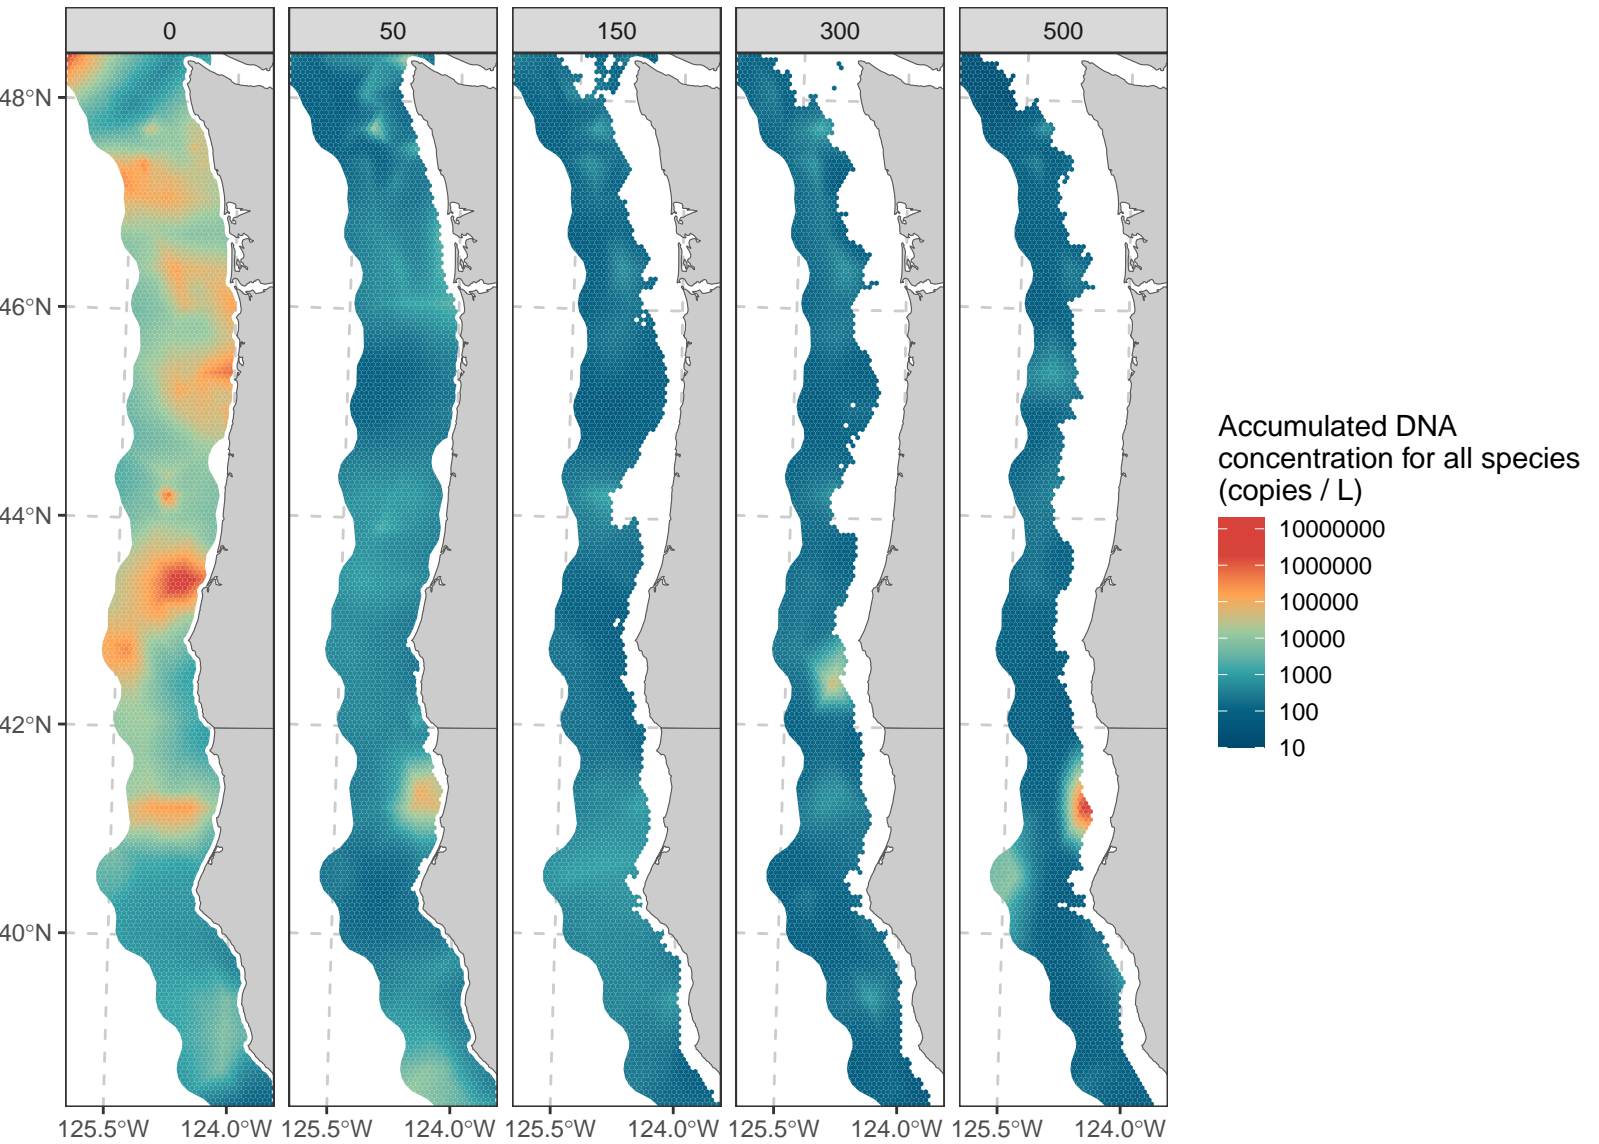 0 50 150 300 500
48°N
46°N
44°N
42°N
40°N
125.5°W 124.0°W 125.5°W 124.0°W 125.5°W 124.0°W 125.5°W 124.0°W 125.5°W 124.0°W
Accumulated DNA
concentration for all species
(copies / L)
10000000
1000000
100000
10000
1000
100
10